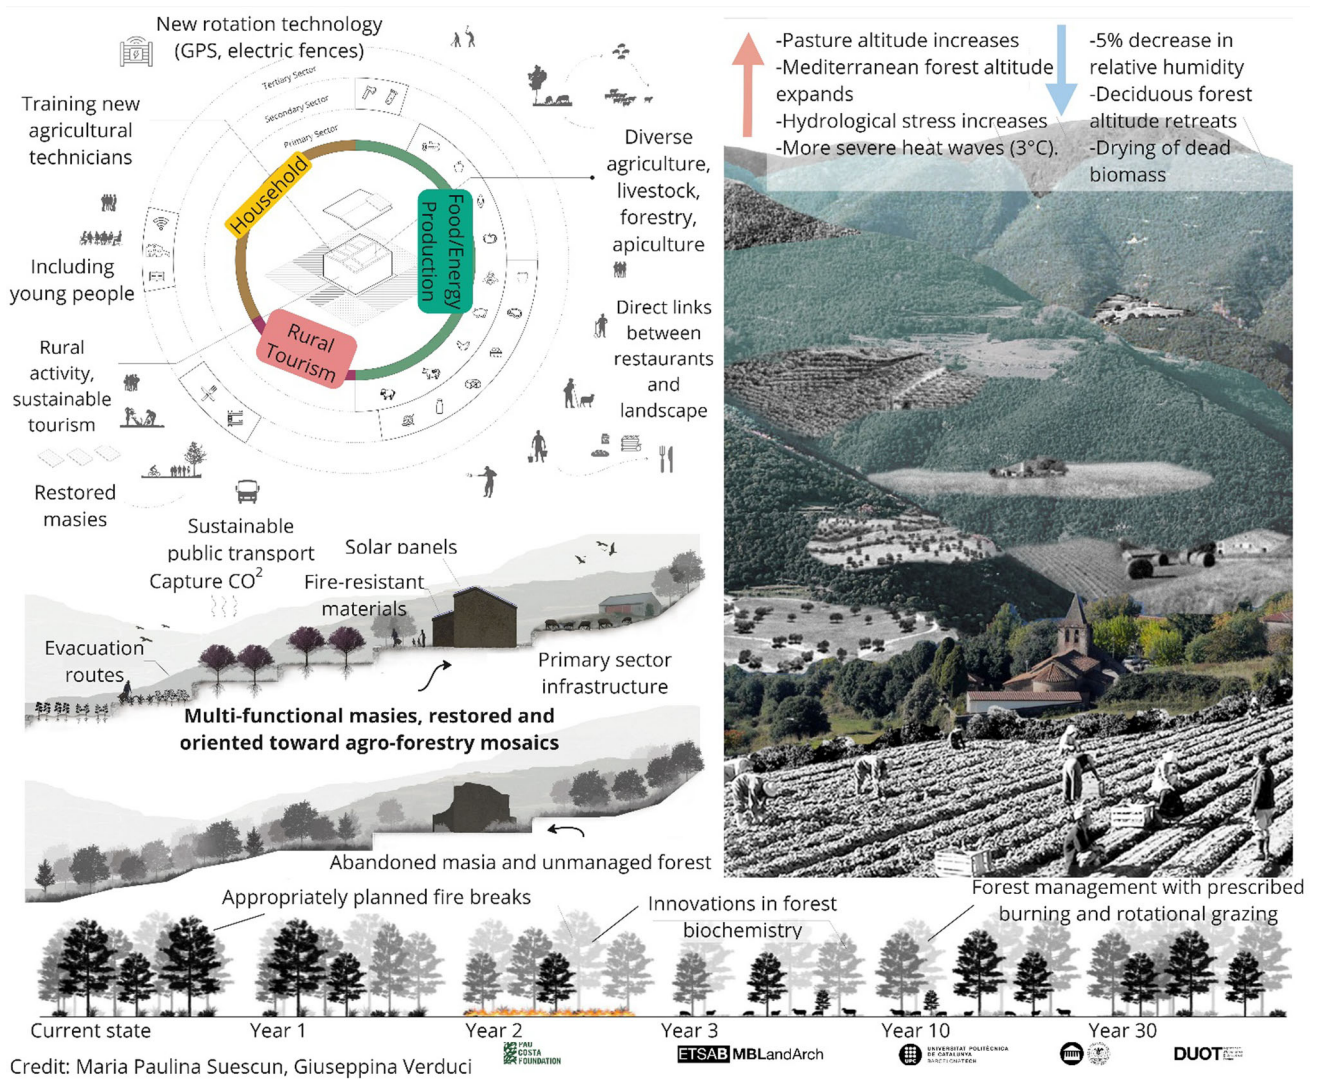 New rotation technology
(GPS, electric fences)
Tertiary Sector
Secondary Sector
Primary Sector
Training new
agricultural
technicians
Household
Food/Energy
Production
Rural
Tourism
Including
young people
Rural
activity,
sustainable
tourism
Restored
masies
Diverse
agriculture,
livestock,
forestry,
apiculture
Direct links
between
restaurants
and
landscape
-Pasture altitude increases
-Mediterranean forest altitude
expands
-Hydrological stress increases
-More severe heat waves (3°C).
-5% decrease in
relative humidity
-Deciduous forest
altitude retreats
-Drying of dead
biomass
Sustainable
public transport
Capture CO²
Solar panels
Fire-resistant
materials
Evacuation
routes
Primary sector
infrastructure
Multi-functional masies, restored and
oriented toward agro-forestry mosaics
Abandoned masia and unmanaged forest
Appropriately planned fire breaks
Innovations in forest
biochemistry
Forest management with prescribed
burning and rotational grazing
Current state
Year 1
Year 2
Year 3
Year 10
Year 30
Credit: Maria Paulina Suescun, Giuseppina Verduci
PAU
COSTA
FOUNDATION
ETSAB MBLandArch
UPC
UNIVERSITAT POLITÈCNICA
DE CATALUNYA
BARCELONATECH
DUOT